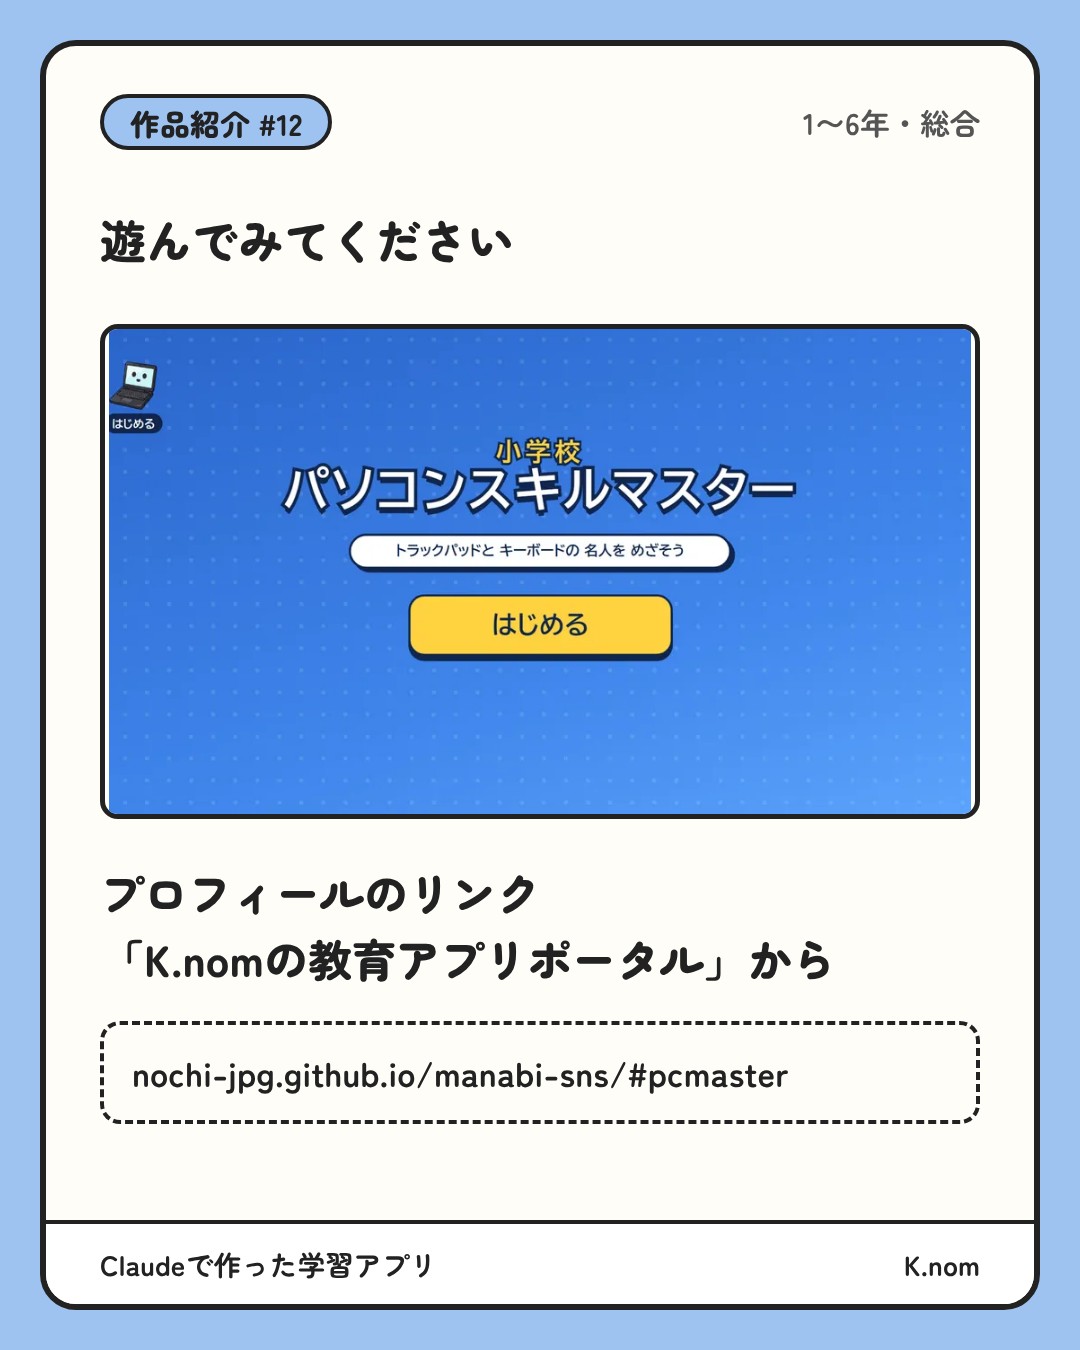 作品紹介 #12
1〜6年・総合
遊んでみてください
はじめる
小学校
パソコンスキルマスター
トラックパッドと キーボードの 名人を めざそう
はじめる
プロフィールのリンク
「K.nomの教育アプリポータル」から
nochi-jpg.github.io/manabi-sns/#pcmaster
Claudeで作った学習アプリ
K.nom